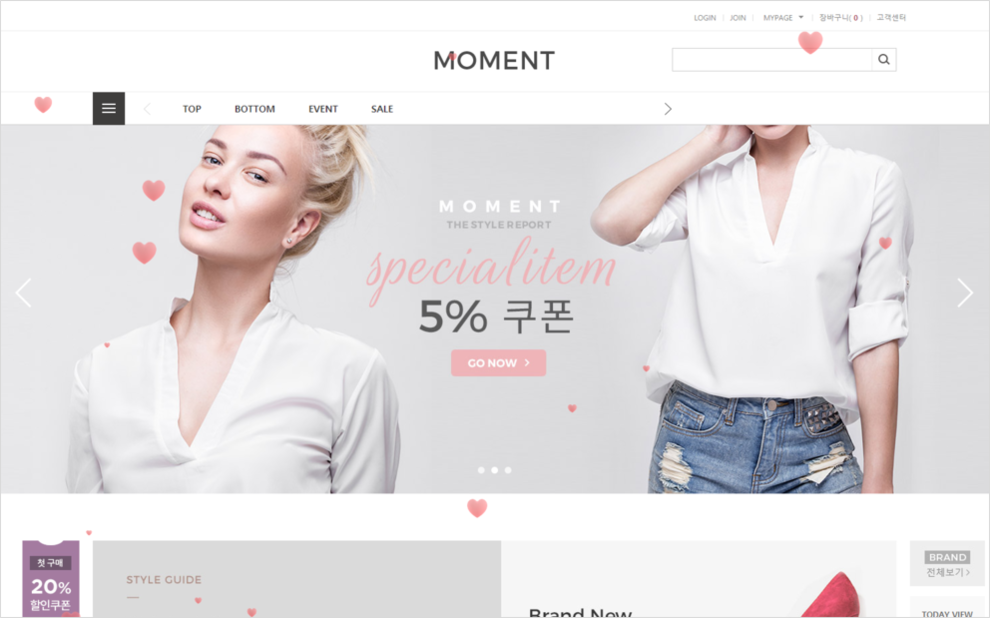 LOGIN JOIN MYPAGE 장바구니( 0 ) 고객센터
MOMENT
TOP BOTTOM EVENT SALE
MOMENT
THE STYLE REPORT
specialitem
5% 쿠폰
GO NOW >
첫 구매
20%
할인쿠폰
STYLE GUIDE
Brand New
BRAND
전체보기 >
TODAY VIEW